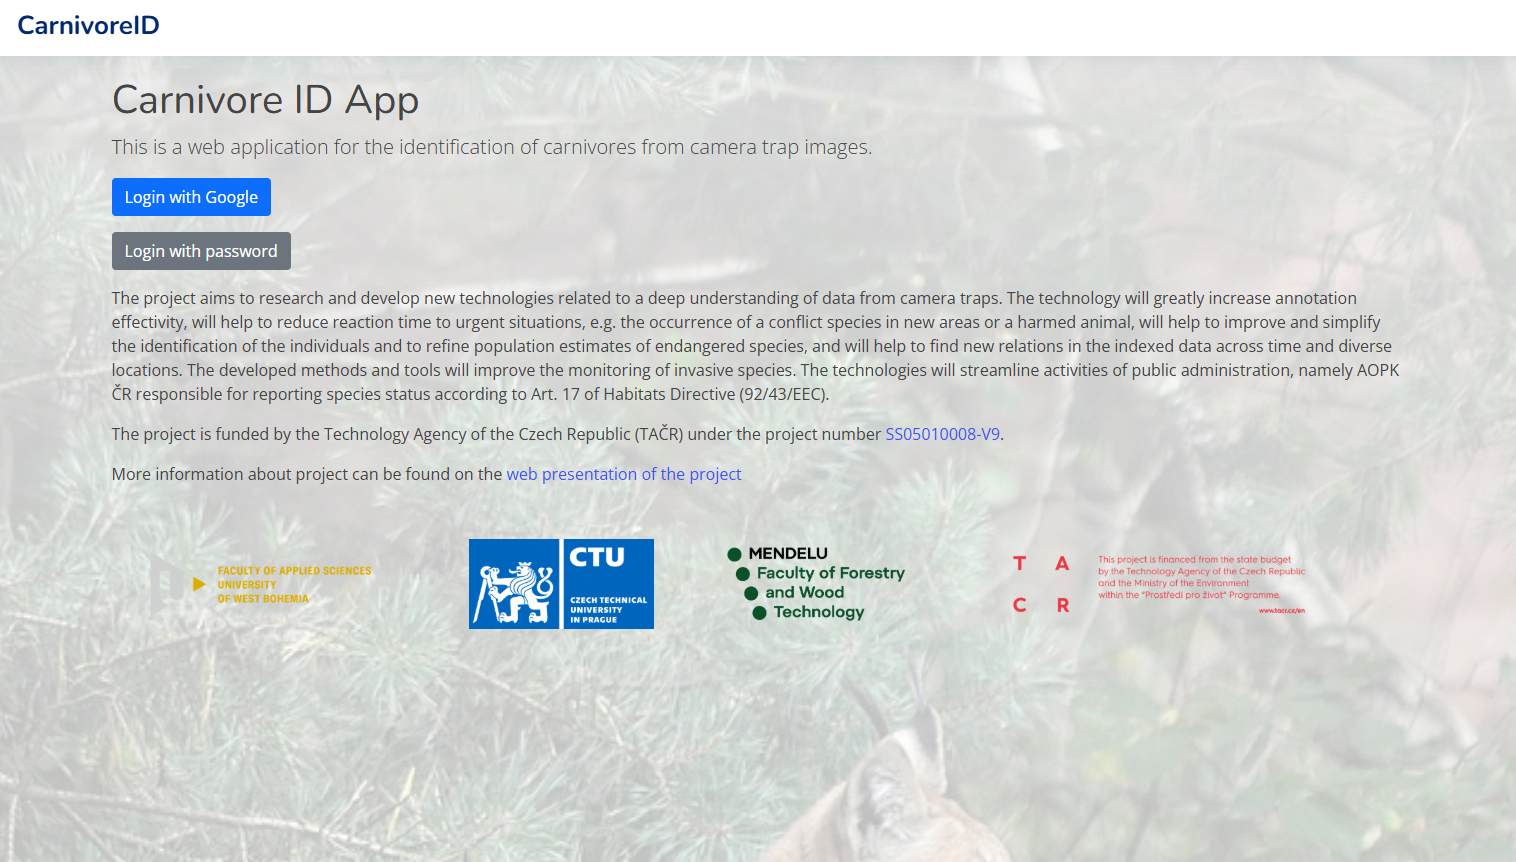 CarnivoreID
Carnivore ID App
This is a web application for the identification of carnivores from camera trap images.
Login with Google
Login with password
The project aims to research and develop new technologies related to a deep understanding of data from camera traps. The technology will greatly increase annotation
effectivity, will help to reduce reaction time to urgent situations, e.g. the occurrence of a conflict species in new areas or a harmed animal, will help to improve and simplify
the identification of the individuals and to refine population estimates of endangered species, and will help to find new relations in the indexed data across time and diverse
locations. The developed methods and tools will improve the monitoring of invasive species. The technologies will streamline activities of public administration, namely AOPK
ČR responsible for reporting species status according to Art. 17 of Habitats Directive (92/43/EEC).
The project is funded by the Technology Agency of the Czech Republic (TAČR) under the project number SS05010008-V9.
More information about project can be found on the web presentation of the project
FACULTY OF APPLIED SCIENCES
UNIVERSITY
OF WEST BOHEMIA
CTU
CZECH TECHNICAL
UNIVERSITY
IN PRAGUE
MENDELU
Faculty of Forestry
and Wood
Technology
T A
C R
This project is financed from the state budget
by the Technology Agency of the Czech Republic
and the Ministry of the Environment
within the “Prostředí pro život” Programme.
www.tacr.cz/en